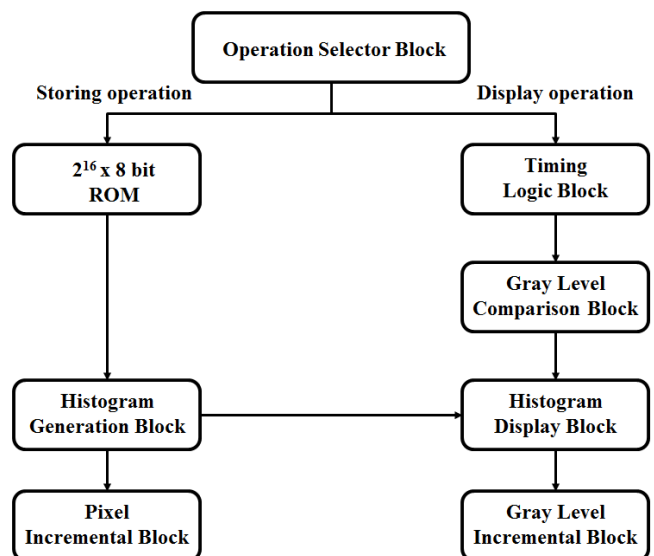 Operation Selector Block
Storing operation
Display operation
2¹⁶ x 8 bit
ROM
Timing
Logic Block
Gray Level
Comparison Block
Histogram
Generation Block
Histogram
Display Block
Pixel
Incremental Block
Gray Level
Incremental Block